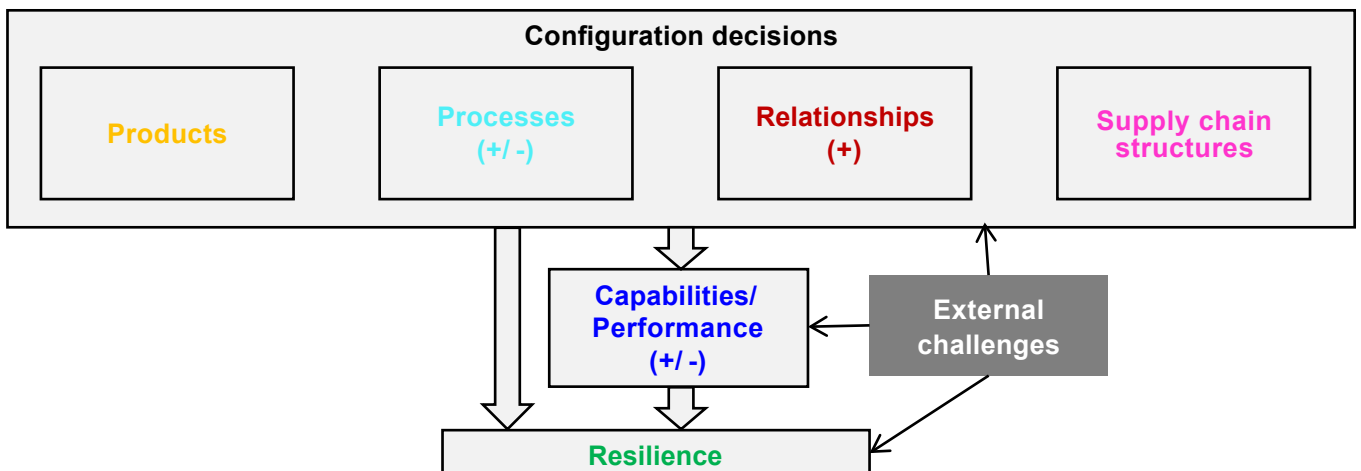 Configuration decisions
Products
Processes
(+/ -)
Relationships
(+)
Supply chain
structures
Capabilities/
Performance
(+/ -)
External
challenges
Resilience